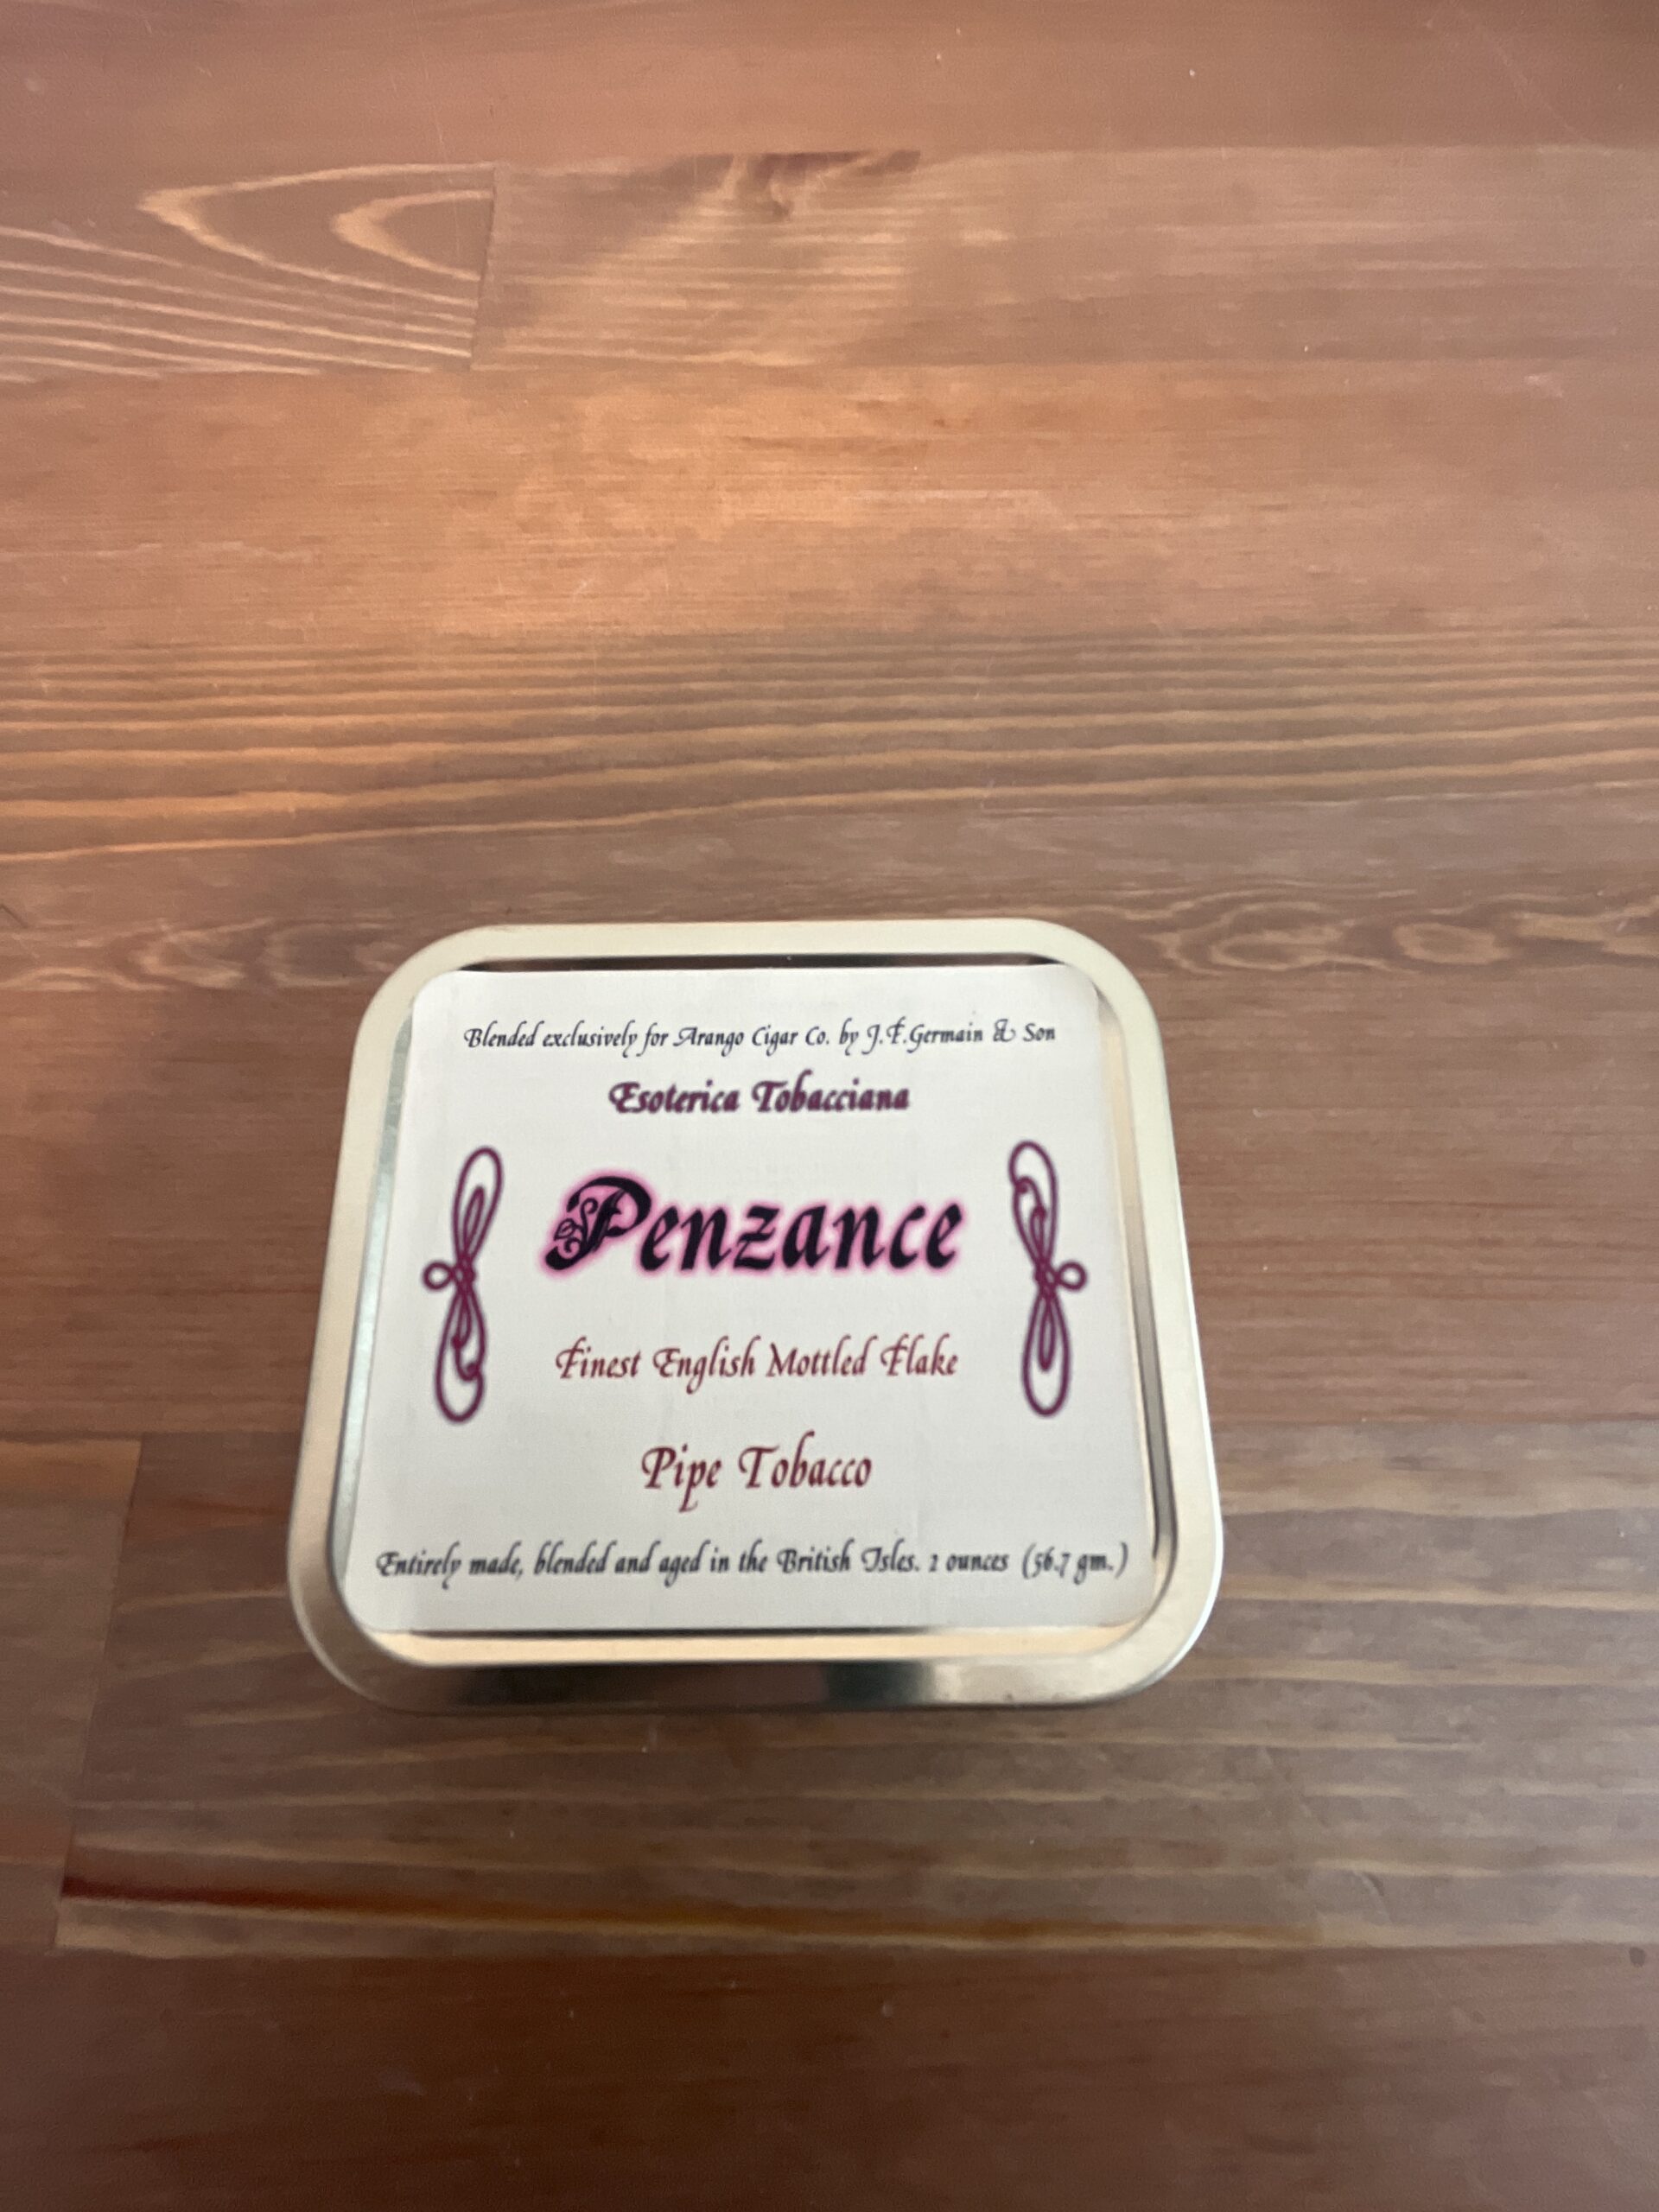 Blended exclusively for Arango Cigar Co. by J.F.Germain & Son
Esoterica Tobacciana
Penzance
Finest English Mottled Flake
Pipe Tobacco
Entirely made, blended and aged in the British Isles. 2 ounces (56.7 gm.)